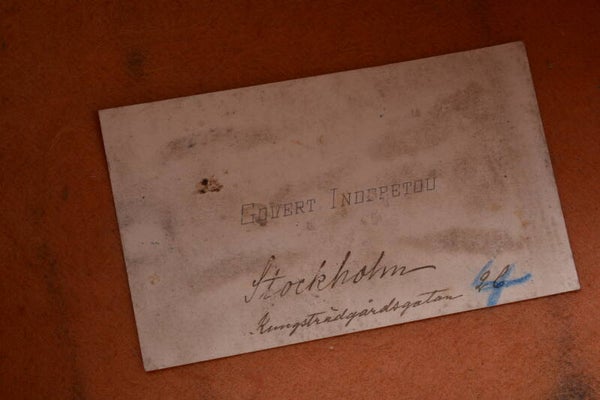 Govert Indebetou
Stockholm
Kungsträdgårdsgatan 26